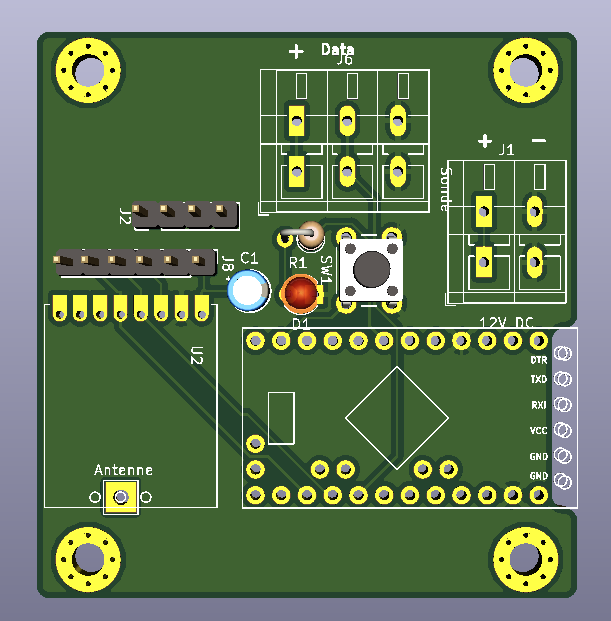 + Data
J6
+ -
J1
Sonde
J2
J8*
C1
R1
SW1
D1
12V DC
U2
DTR
TXD
RXI
VCC
GND
GND
Antenne